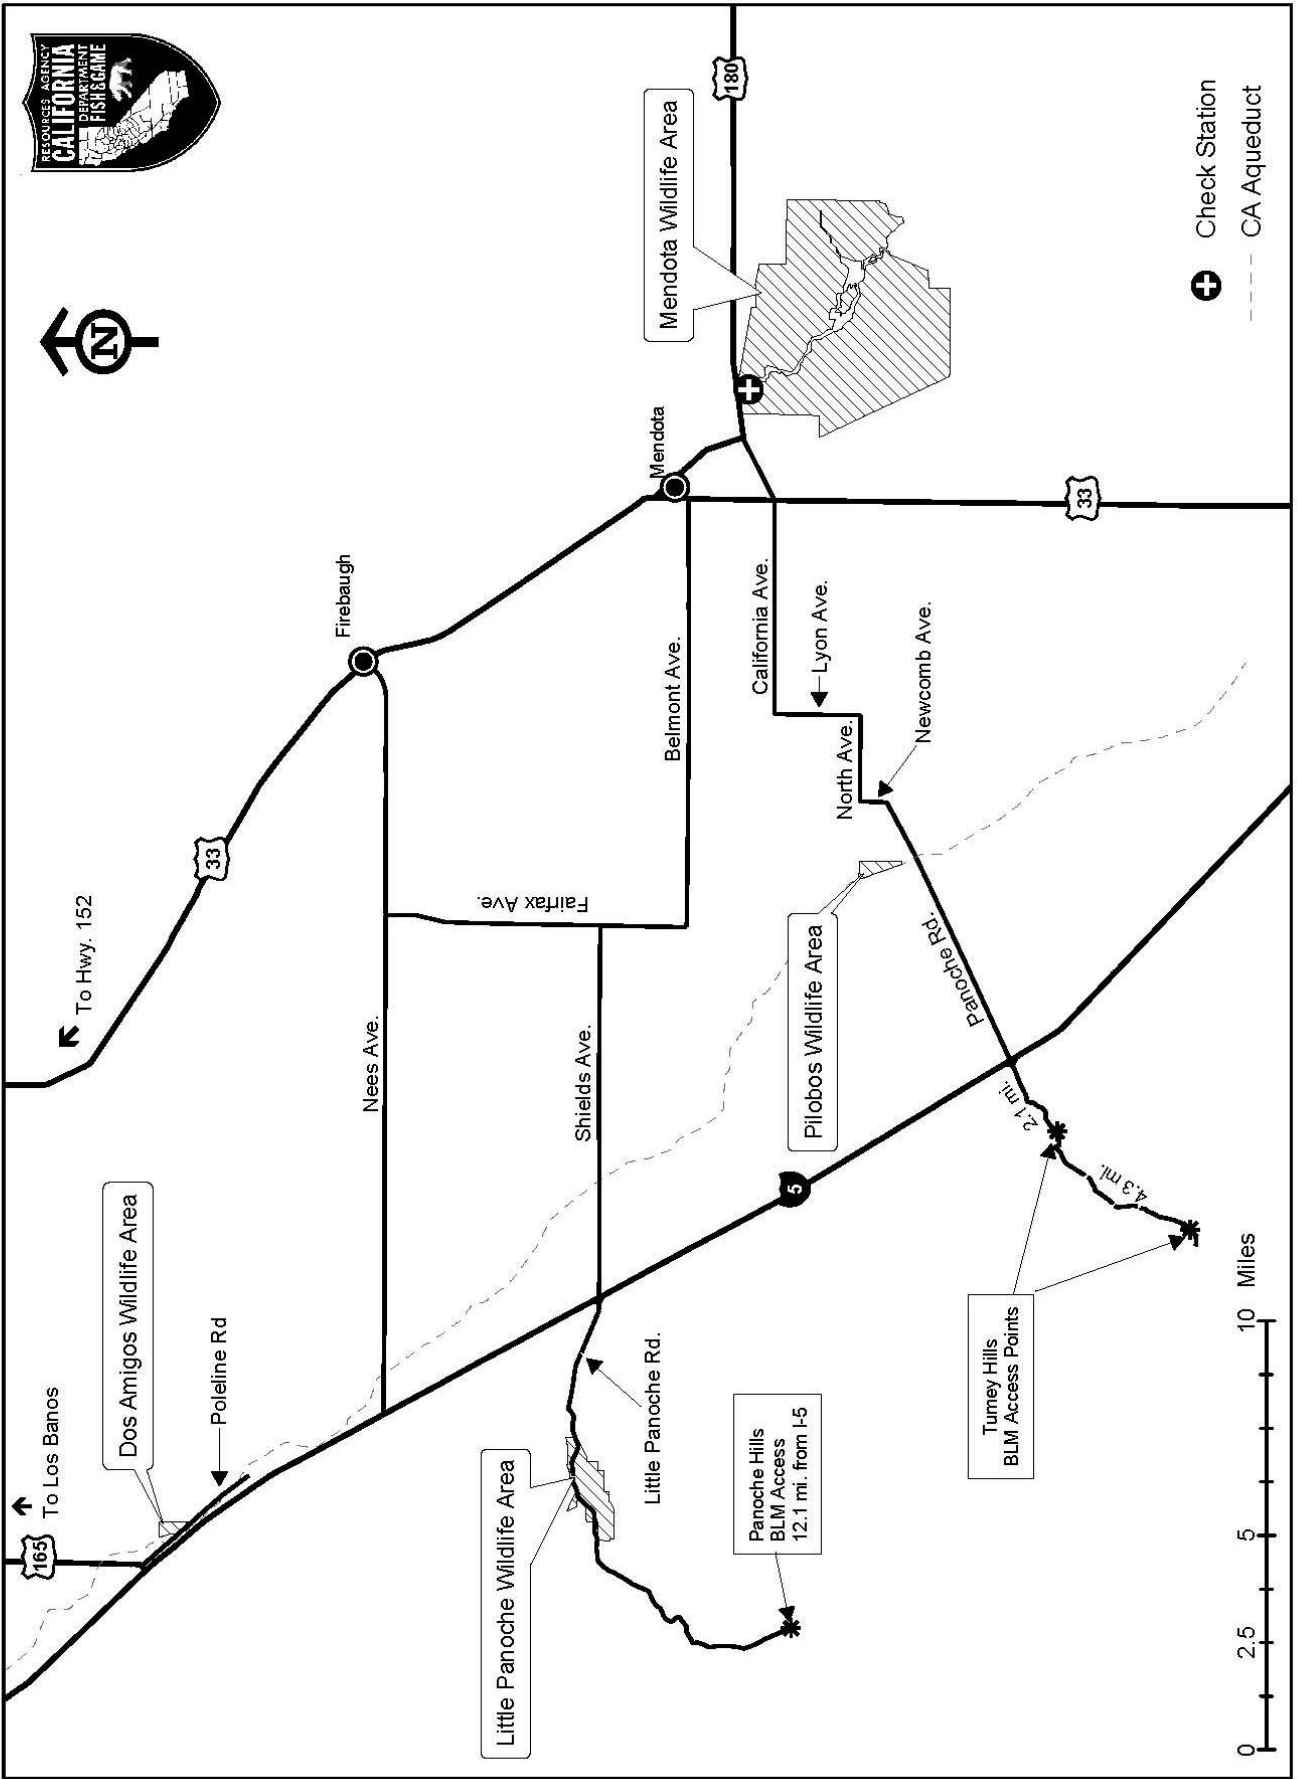 RESOURCES AGENCY
CALIFORNIA
DEPARTMENT
FISH & GAME
N
165
To Los Banos
To Hwy. 152
Dos Amigos Wildlife Area
Poleline Rd
33
Firebaugh
Nees Ave.
Fairfax Ave.
Shields Ave.
Little Panoche Wildlife Area
Little Panoche Rd.
Belmont Ave.
Mendota
Mendota Wildlife Area
180
California Ave.
Lyon Ave.
North Ave.
Newcomb Ave.
Pilobos Wildlife Area
Panoche Rd.
5
33
Panoche Hills
BLM Access
12.1 mi. from I-5
2.1 mi.
4.3 mi.
Tumey Hills
BLM Access Points
Check Station
CA Aqueduct
0 2.5 5 10 Miles